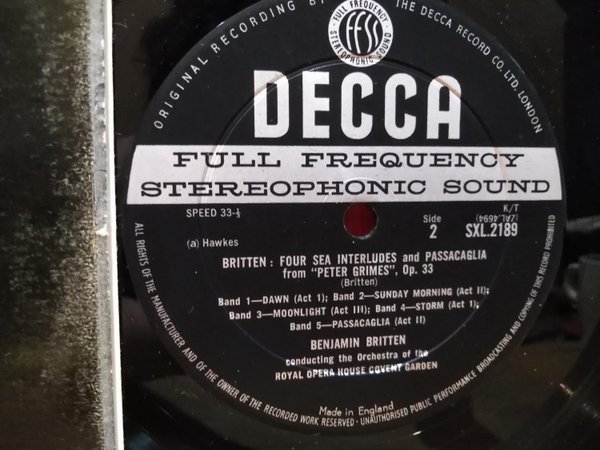 ORIGINAL RECORDING BY THE DECCA RECORD CO. LTD. LONDON
FULL FREQUENCY
ffss
STEREOPHONIC SOUND
DECCA
FULL FREQUENCY
STEREOPHONIC SOUND
SPEED 33⅓
K/T
(ZAL.4694)
Side
2
SXL.2189
(a) Hawkes
BRITTEN: FOUR SEA INTERLUDES and PASSACAGLIA
from "PETER GRIMES", Op. 33
(Britten)
Band 1—DAWN (Act 1); Band 2—SUNDAY MORNING (Act II);
Band 3—MOONLIGHT (Act III); Band 4—STORM (Act 1);
Band 5—PASSACAGLIA (Act II)
BENJAMIN BRITTEN
conducting the Orchestra of the
ROYAL OPERA HOUSE COVENT GARDEN
Made in England
ALL RIGHTS OF THE MANUFACTURER AND OF THE OWNER OF THE RECORDED WORK RESERVED · UNAUTHORISED PUBLIC PERFORMANCE BROADCASTING AND COPYING OF THIS RECORD PROHIBITED